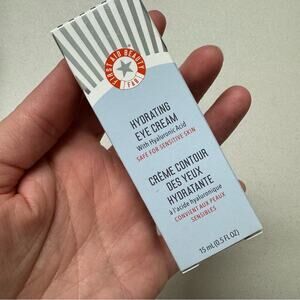 FIRST AID BEAUTY
FAB
HYDRATING
EYE CREAM
With Hyaluronic Acid
SAFE FOR SENSITIVE SKIN
CRÈME CONTOUR
DES YEUX
HYDRATANTE
à l'acide hyaluronique
CONVIENT AUX PEAUX
SENSIBLES
15 mL (0.5 FL OZ)